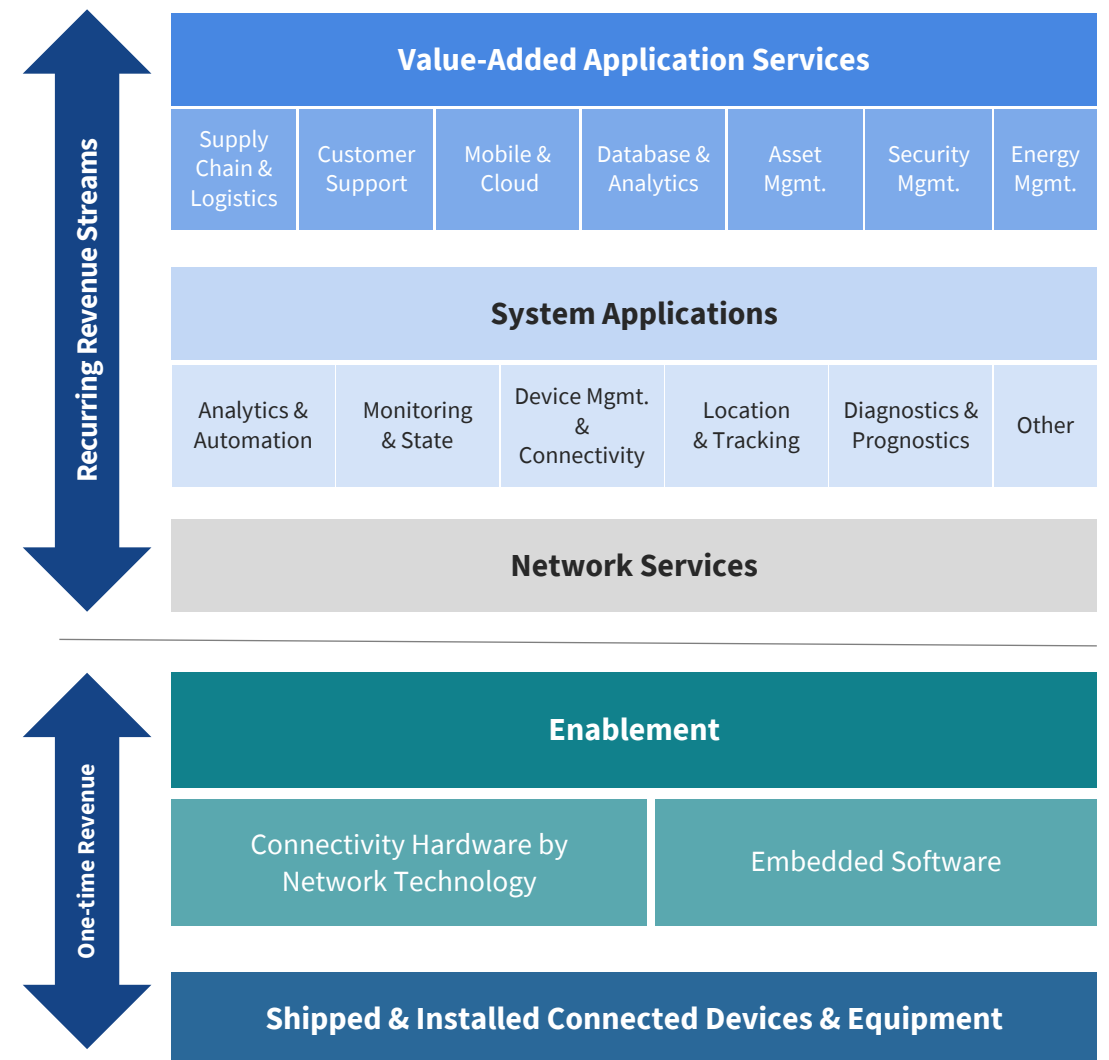 Recurring Revenue Streams
Value-Added Application Services
Supply
Chain &
Logistics
Customer
Support
Mobile &
Cloud
Database &
Analytics
Asset
Mgmt.
Security
Mgmt.
Energy
Mgmt.
System Applications
Analytics &
Automation
Monitoring
& State
Device Mgmt.
&
Connectivity
Location
& Tracking
Diagnostics &
Prognostics
Other
Network Services
One-time Revenue
Enablement
Connectivity Hardware by
Network Technology
Embedded Software
Shipped & Installed Connected Devices & Equipment